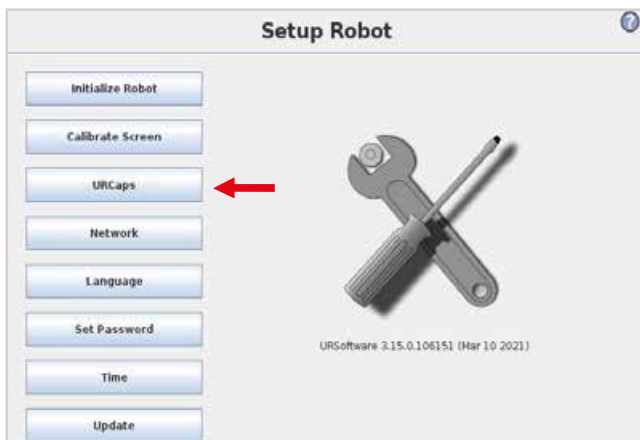 Setup Robot
?
Initialize Robot
Calibrate Screen
URCaps
Network
Language
Set Password
Time
Update
URSoftware 3.15.0.106151 (Mar 10 2021)